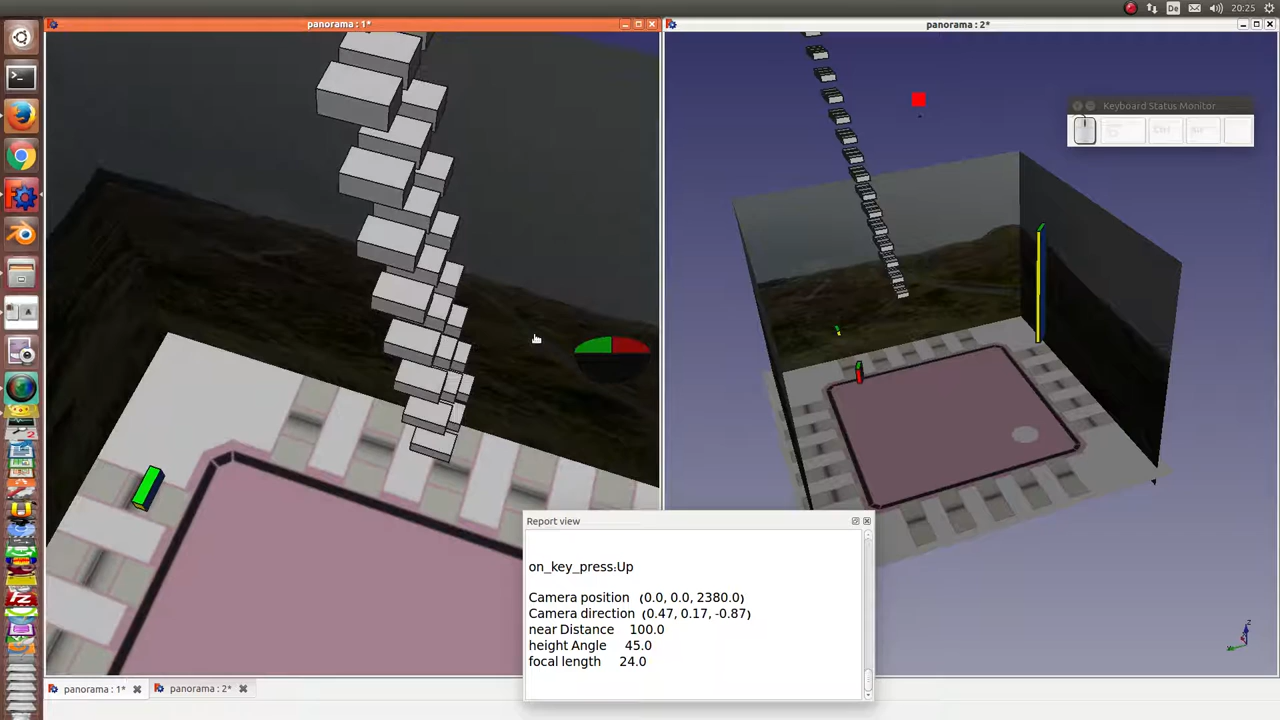 De
20:25
panorama : 1*
panorama : 2*
Keyboard Status Monitor
Report view
on_key_press:Up
Camera position (0.0, 0.0, 2380.0)
Camera direction (0.47, 0.17, -0.87)
near Distance 100.0
height Angle 45.0
focal length 24.0
panorama : 1*
panorama : 2*